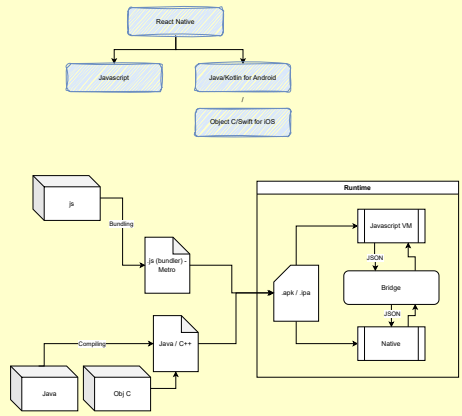 React Native
Javascript
Java/Kotlin for Android
/
Object C/Swift for iOS
js
Bundling
.js (bundler) -
Metro
Compiling
Java / C++
Java
Obj C
.apk / .ipa
Runtime
Javascript VM
JSON
Bridge
JSON
Native